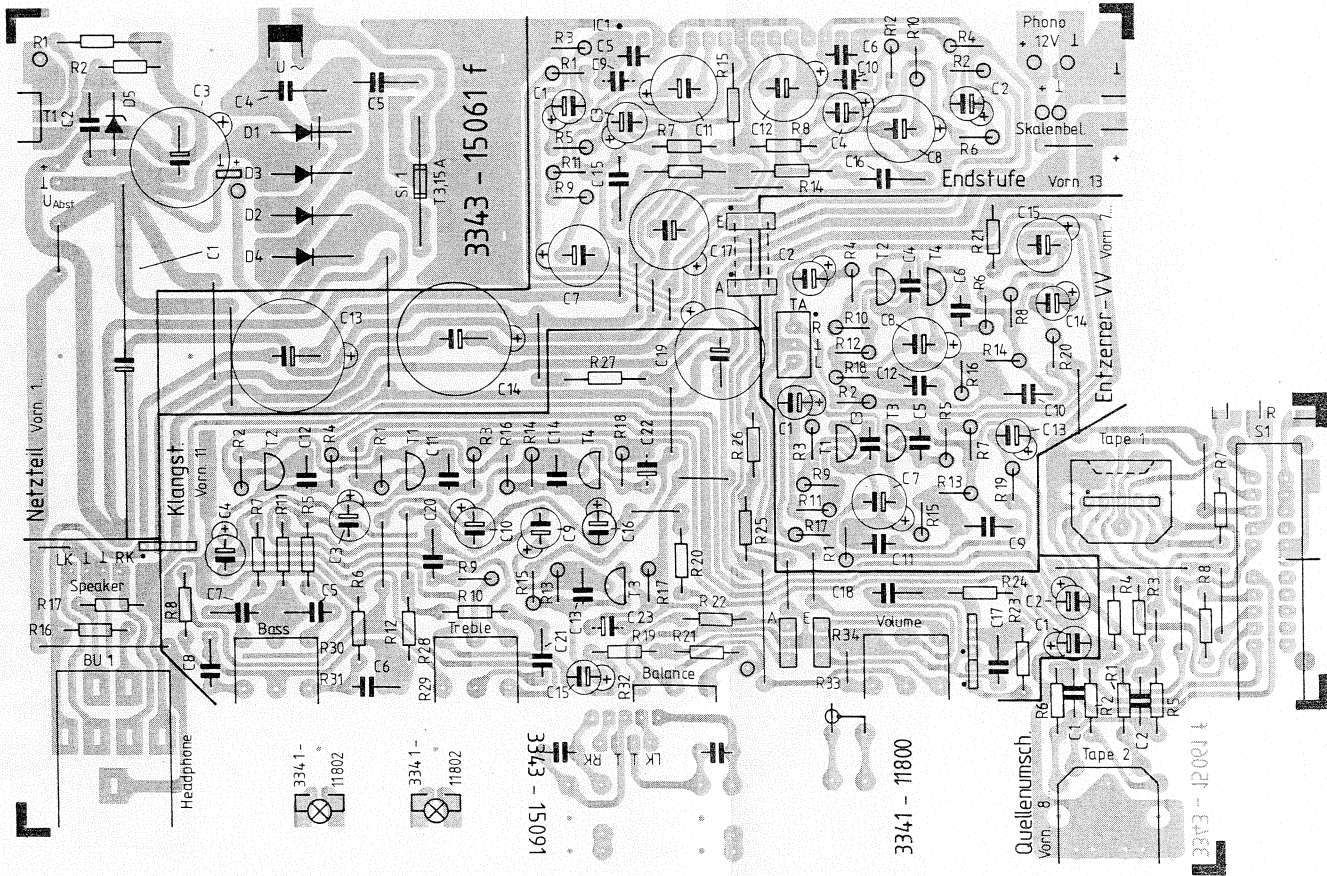 R1
R2
T1
C2
D5
C3
U ~
C4
C5
D1
D3
D2
D4
+
⊥
UAbst
C1
Si 1
T 3,15 A
3343 - 15061 f
IC1
R3
C5
R1
C9
C1
C3
R5
R11
R9
C15
R7
C11
R15
C12
R8
R14
C6
C10
C4
R12
R10
C8
C16
R4
R2
C2
R6
Phono
+ 12V ⊥
+ ⊥
Skalenbel.
⊥
+
Endstufe Vorn. 13
C7
C17
E
A
C2
TA
R
⊥
L
R4
T2
C4
T4
C6
R6
R21
C15
R8
C14
R20
R10
R12
R18
R2
C8
C12
R16
R14
C10
C13
C1
R3
T1
C3
T3
C5
R5
R7
R9
R11
R17
C7
R13
R15
R19
R1
C11
C9
Entzerrer-VV Vorn 7...
C13
C14
R27
C19
Netzteil Vorn 1...
Klangst.
Vorn. 11...
R2
T2
C12
R4
R1
T1
C11
R3
R16
R14
C14
T4
R18
C22
R26
R25
C4
R7
R11
R5
C3
C20
C10
C9
C16
R20
LK ⊥ ⊥ RK
Speaker
R17
R16
BU 1
R8
C7
C5
Bass
R6
R12
R30
R31
C6
C8
R9
R10
Treble
R28
R29
R15
R13
C13
T3
R17
C23
R22
R19
R21
C21
C15
R32
Balance
A
E
R34
R33
C18
Volume
R24
C17
R23
C2
C1
R4
R3
R8
R7
Tape 1
L
R
S1
R6
C1
R1
R2
C2
R5
Tape 2
Headphone
3341-
11802
3341-
11802
3343 - 15091
RK ⊥ ⊥ LK
3341 - 11800
Quellenumsch.
Vorn. 8...
3343 - 15061 f